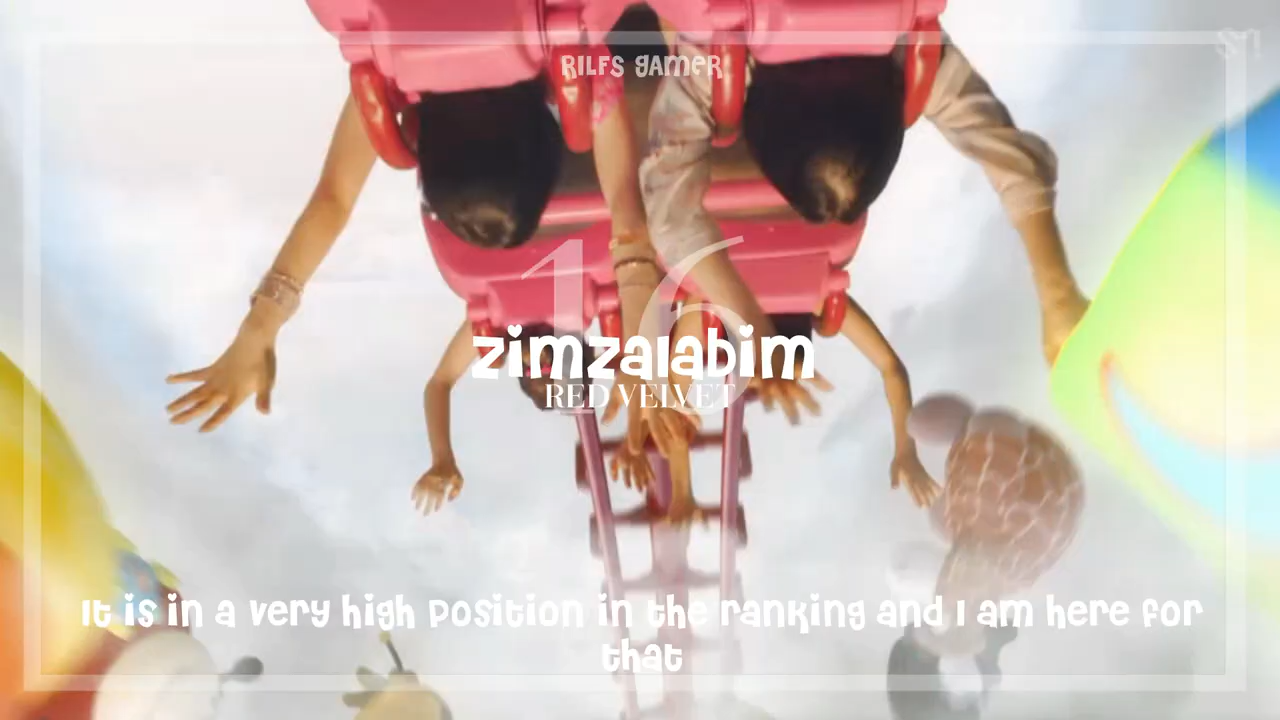 RILFS GAMER
SM
16
zimzalabim
RED VELVET
It is in a very high position in the ranking and I am here for
that